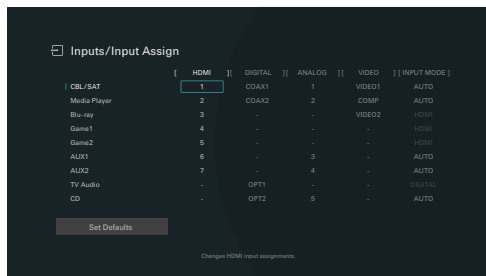 Inputs/Input Assign
[ HDMI ][ DIGITAL ][ ANALOG ][ VIDEO ][ INPUT MODE ]
CBL/SAT 1 COAX1 1 VIDEO1 AUTO
Media Player 2 COAX2 2 COMP AUTO
Blu-ray 3 - - VIDEO2 HDMI
Game1 4 - - - HDMI
Game2 5 - - - HDMI
AUX1 6 - 3 - AUTO
AUX2 7 - 4 - AUTO
TV Audio - OPT1 - - DIGITAL
CD - OPT2 5 - AUTO
Set Defaults
Changes HDMI input assignments.